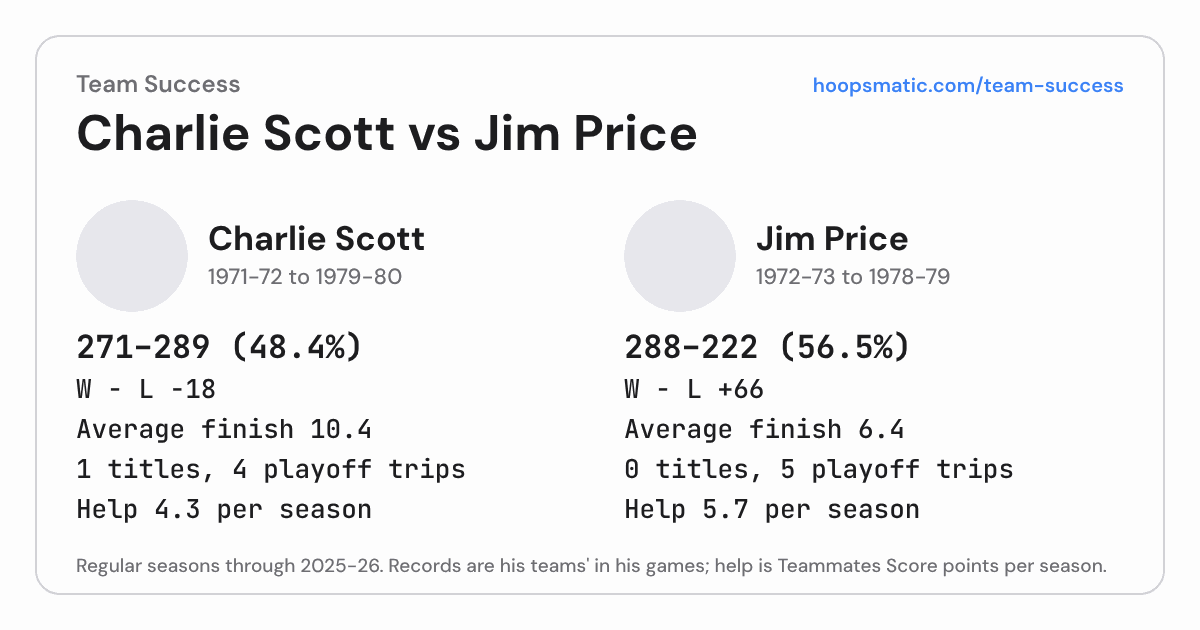 Team Success
hoopsmatic.com/team-success
Charlie Scott vs Jim Price
Charlie Scott
1971-72 to 1979-80
271-289 (48.4%)
W - L -18
Average finish 10.4
1 titles, 4 playoff trips
Help 4.3 per season
Jim Price
1972-73 to 1978-79
288-222 (56.5%)
W - L +66
Average finish 6.4
0 titles, 5 playoff trips
Help 5.7 per season
Regular seasons through 2025-26. Records are his teams' in his games; help is Teammates Score points per season.